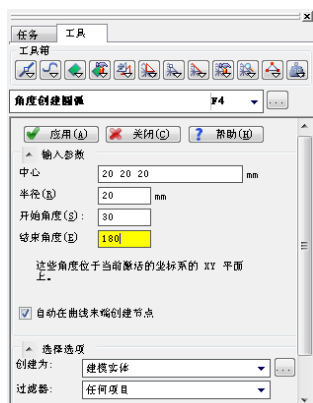 任务 工具
工具箱
角度创建圆弧 F4 ...
应用(A) 关闭(C) ? 帮助(H)
输入参数
中心 20 20 20 mm
半径(R) 20 mm
开始角度(S): 30
结束角度(E) 180
这些角度位于当前激活的坐标系的 XY 平面
上。
自动在曲线末端创建节点
选择选项
创建为: 建模实体 ...
过滤器: 任何项目